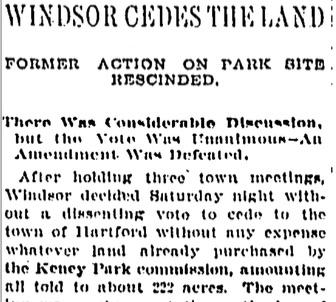 WINDSOR CEDES THE LAND
FORMER ACTION ON PARK SITE
RESCINDED.
There Was Considerable Discussion,
but the Vote Was Unanimous—An
Amendment Was Defeated.
After holding three town meetings,
Windsor decided Saturday night with-
out a dissenting vote to cede to the
town of Hartford without any expense
whatever land already purchased by
the Keney Park commission, amounting
all told to about 222 acres. The meet-